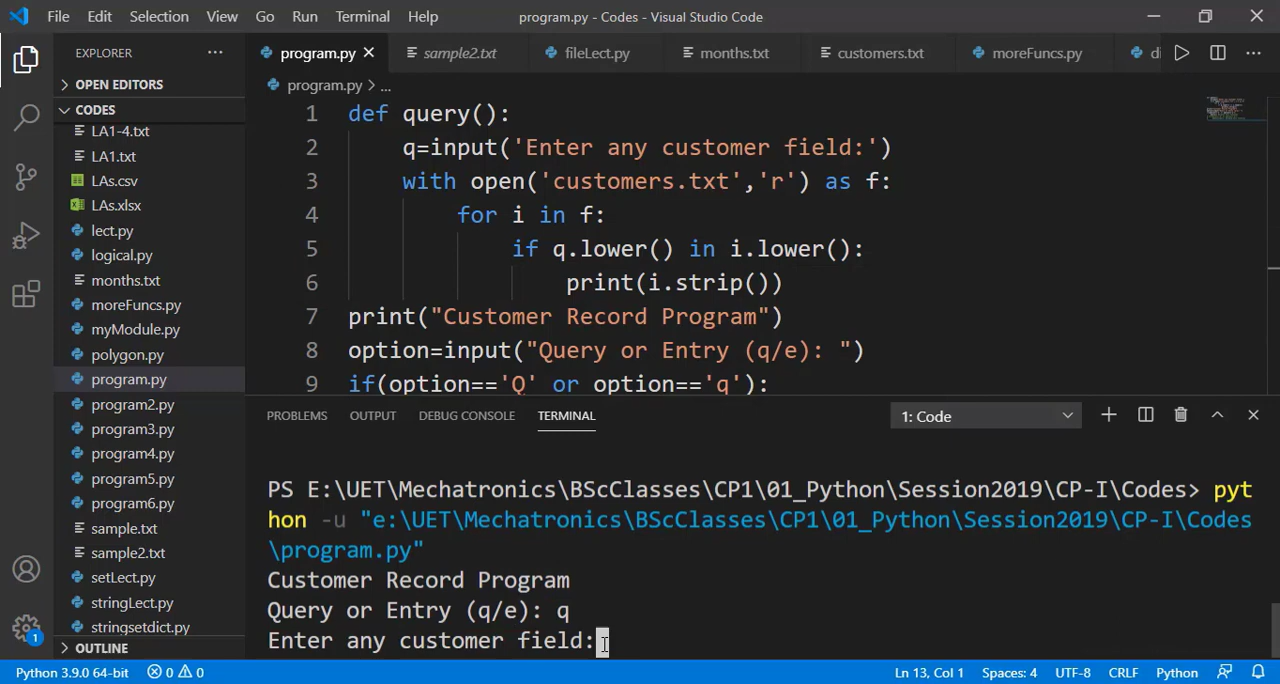 File Edit Selection View Go Run Terminal Help program.py - Codes - Visual Studio Code
EXPLORER
program.py sample2.txt fileLect.py months.txt customers.txt moreFuncs.py di
OPEN EDITORS
program.py > ...
CODES
LA1-4.txt
LA1.txt
LAs.csv
LAs.xlsx
lect.py
logical.py
months.txt
moreFuncs.py
myModule.py
polygon.py
program.py
program2.py
program3.py
program4.py
program5.py
program6.py
sample.txt
sample2.txt
setLect.py
stringLect.py
stringsetdict.py
OUTLINE
1 def query():
2 q=input('Enter any customer field:')
3 with open('customers.txt','r') as f:
4 for i in f:
5 if q.lower() in i.lower():
6 print(i.strip())
7 print("Customer Record Program")
8 option=input("Query or Entry (q/e): ")
9 if(option=='Q' or option=='q'):
PROBLEMS OUTPUT DEBUG CONSOLE TERMINAL 1: Code
PS E:\UET\Mechatronics\BScClasses\CP1\01_Python\Session2019\CP-I\Codes> pyt
hon -u "e:\UET\Mechatronics\BScClasses\CP1\01_Python\Session2019\CP-I\Codes
\program.py"
Customer Record Program
Query or Entry (q/e): q
Enter any customer field:
1
Python 3.9.0 64-bit 0 0 Ln 13, Col 1 Spaces: 4 UTF-8 CRLF Python